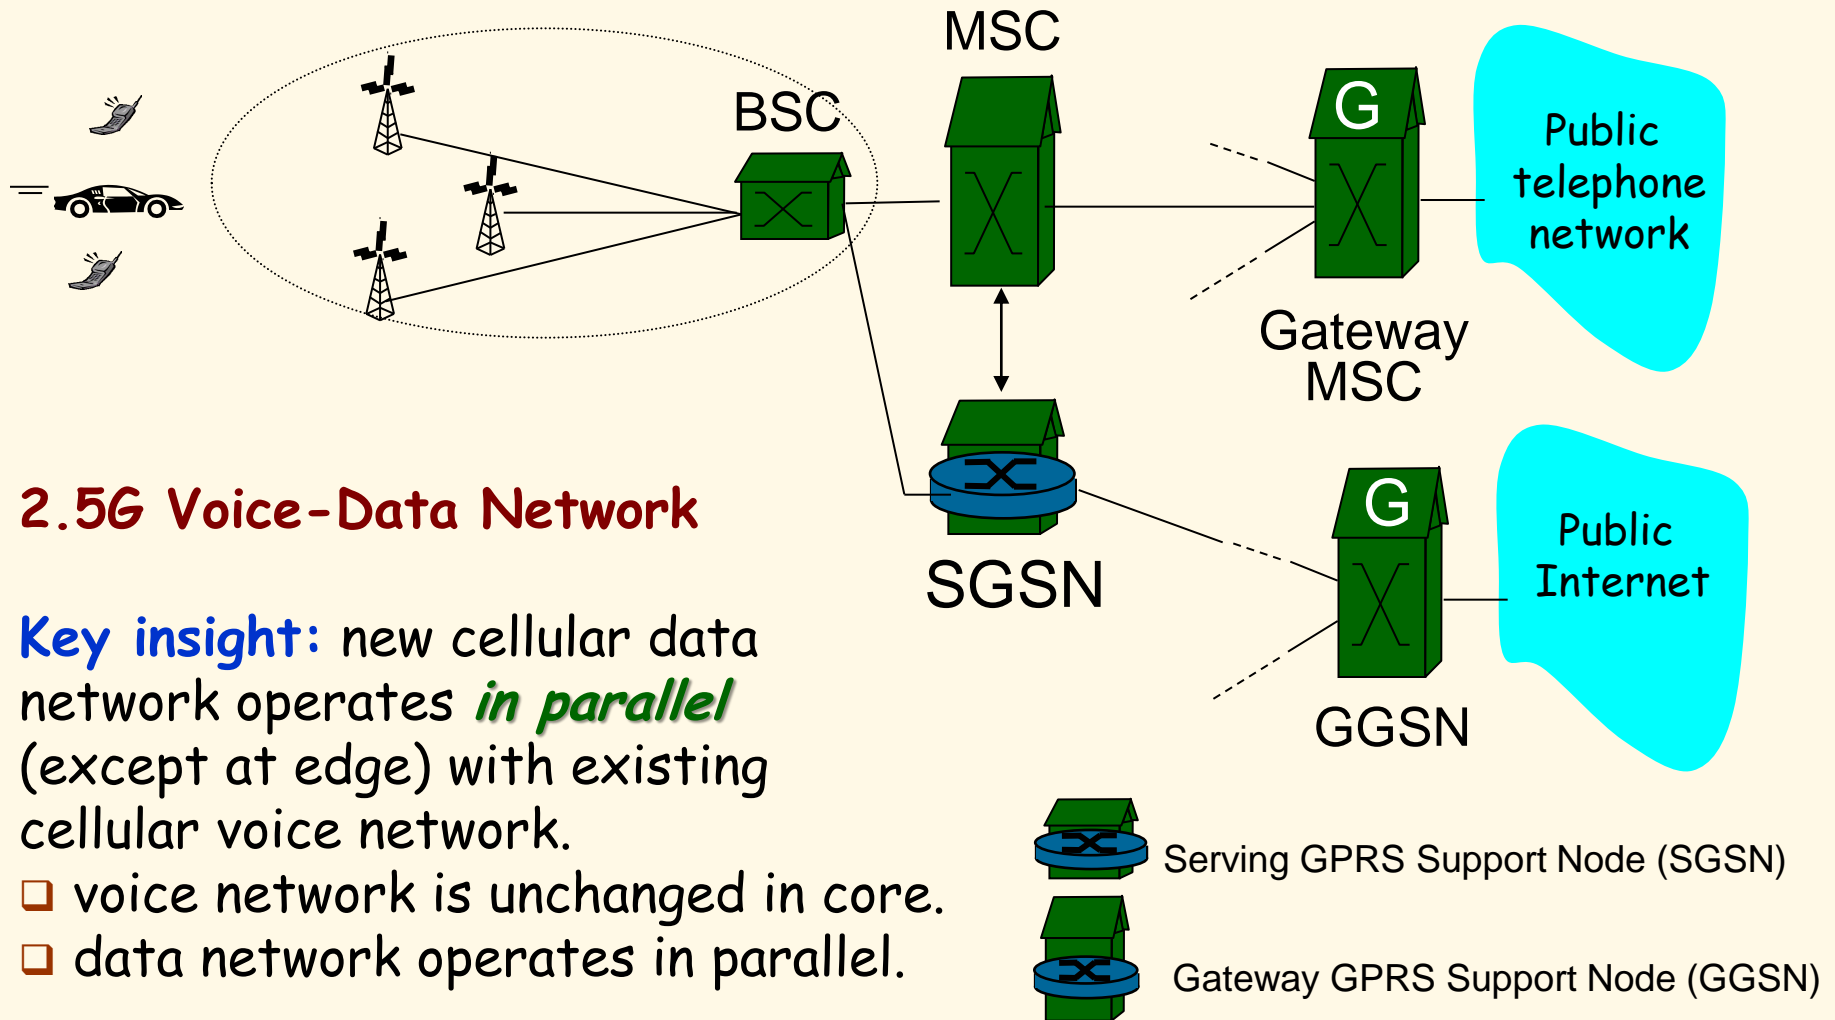 MSC
BSC
G
Public
telephone
network
Gateway
MSC
2.5G Voice-Data Network
SGSN
G
Public
Internet
GGSN
Key insight: new cellular data
network operates in parallel
(except at edge) with existing
cellular voice network.
voice network is unchanged in core.
data network operates in parallel.
Serving GPRS Support Node (SGSN)
Gateway GPRS Support Node (GGSN)